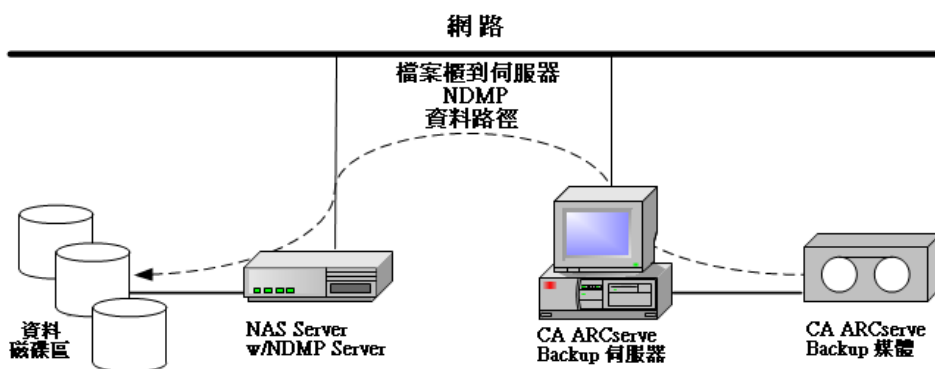 網路
檔案櫃到伺服器
NDMP
資料路徑
資料
磁碟區
NAS Server
w/NDMP Server
CA ARCserve
Backup 伺服器
CA ARCserve
Backup 媒體